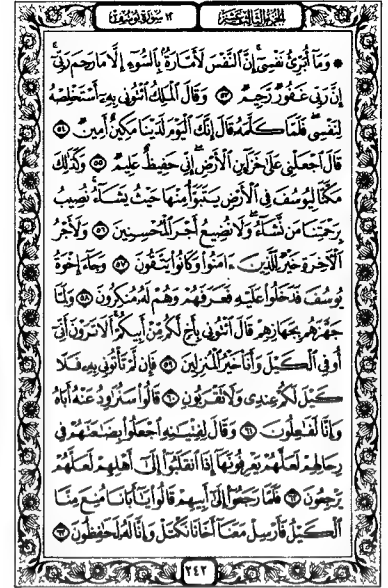 الجزء الثالث عشر ١٣ سورة يوسف
۞ وَمَآ أُبَرِّئُ نَفْسِىٓ ۚ إِنَّ ٱلنَّفْسَ لَأَمَّارَةٌۢ بِٱلسُّوٓءِ إِلَّا مَا رَحِمَ رَبِّىٓ ۚ
إِنَّ رَبِّى غَفُورٌ رَّحِيمٌ ٥٣ وَقَالَ ٱلْمَلِكُ ٱئْتُونِى بِهِۦٓ أَسْتَخْلِصْهُ
لِنَفْسِى ۖ فَلَمَّا كَلَّمَهُۥ قَالَ إِنَّكَ ٱلْيَوْمَ لَدَيْنَا مَكِينٌ أَمِينٌ ٥٤
قَالَ ٱجْعَلْنِى عَلَىٰ خَزَآئِنِ ٱلْأَرْضِ ۖ إِنِّى حَفِيظٌ عَلِيمٌ ٥٥ وَكَذَٰلِكَ
مَكَّنَّا لِيُوسُفَ فِى ٱلْأَرْضِ يَتَبَوَّأُ مِنْهَا حَيْثُ يَشَآءُ ۚ نُصِيبُ
بِرَحْمَتِنَا مَن نَّشَآءُ ۖ وَلَا نُضِيعُ أَجْرَ ٱلْمُحْسِنِينَ ٥٦ وَلَأَجْرُ
ٱلْـَٔاخِرَةِ خَيْرٌ لِّلَّذِينَ ءَامَنُوا۟ وَكَانُوا۟ يَتَّقُونَ ٥٧ وَجَآءَ إِخْوَةُ
يُوسُفَ فَدَخَلُوا۟ عَلَيْهِ فَعَرَفَهُمْ وَهُمْ لَهُۥ مُنكِرُونَ ٥٨ وَلَمَّا
جَهَّزَهُم بِجَهَازِهِمْ قَالَ ٱئْتُونِى بِأَخٍ لَّكُم مِّنْ أَبِيكُمْ ۚ أَلَا تَرَوْنَ أَنِّىٓ
أُوفِى ٱلْكَيْلَ وَأَنَا۠ خَيْرُ ٱلْمُنزِلِينَ ٥٩ فَإِن لَّمْ تَأْتُونِى بِهِۦ فَلَا
كَيْلَ لَكُمْ عِندِى وَلَا تَقْرَبُونِ ٦٠ قَالُوا۟ سَنُرَٰوِدُ عَنْهُ أَبَاهُ
وَإِنَّا لَفَٰعِلُونَ ٦١ وَقَالَ لِفِتْيَٰنِهِ ٱجْعَلُوا۟ بِضَٰعَتَهُمْ فِى
رِحَالِهِمْ لَعَلَّهُمْ يَعْرِفُونَهَآ إِذَا ٱنقَلَبُوٓا۟ إِلَىٰٓ أَهْلِهِمْ لَعَلَّهُمْ
يَرْجِعُونَ ٦٢ فَلَمَّا رَجَعُوٓا۟ إِلَىٰٓ أَبِيهِمْ قَالُوا۟ يَٰٓأَبَانَا مُنِعَ مِنَّا
ٱلْكَيْلُ فَأَرْسِلْ مَعَنَآ أَخَانَا نَكْتَلْ وَإِنَّا لَهُۥ لَحَٰفِظُونَ ٦٣
٢٤٢